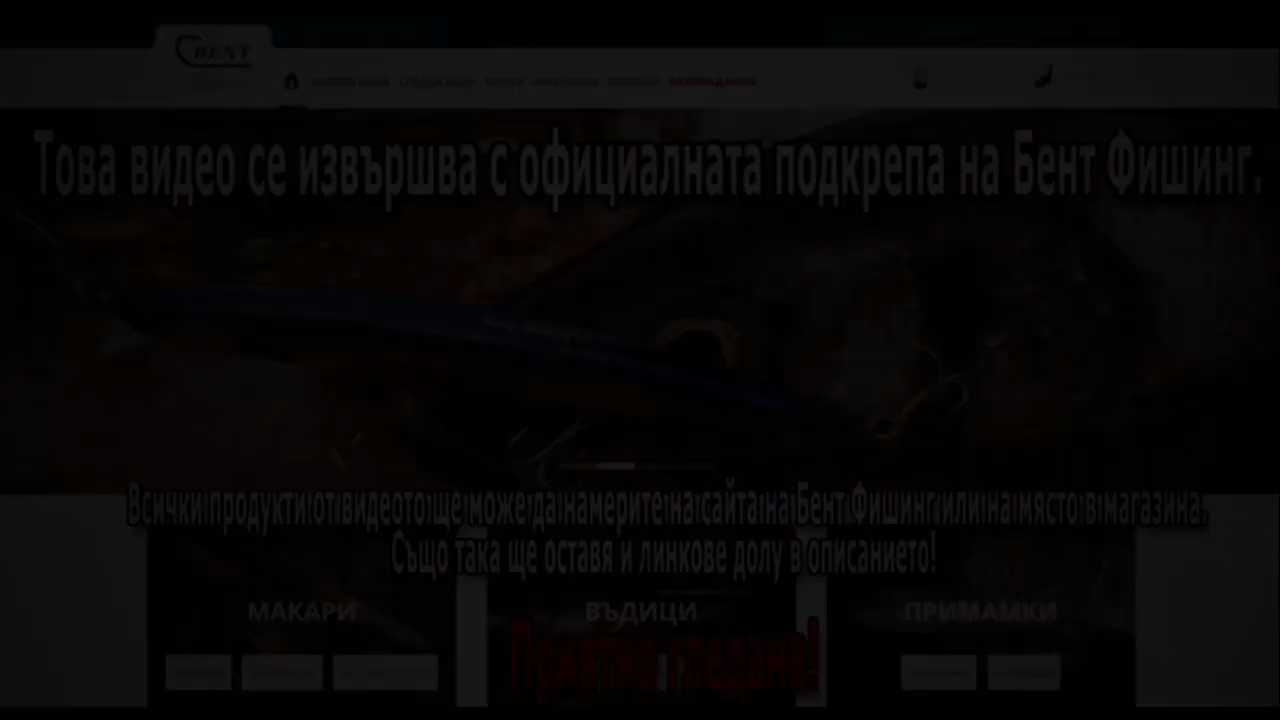 BENT
Това видео се извършва с официалната подкрепа на Бент Фишинг.
Всички продукти от видеото ще може да намерите на сайта на Бент Фишинг или на място в магазина.
Също така ще оставя и линкове долу в описанието!
МАКАРИ
ВЪДИЦИ
ПРИМАМКИ
Приятно гледане!